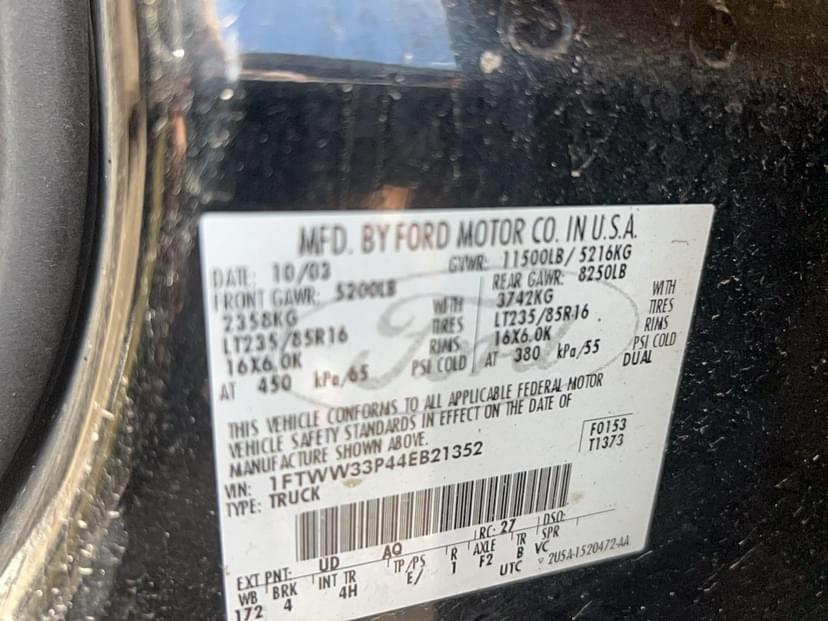 MFD. BY FORD MOTOR CO. IN U.S.A.
DATE: 10/03 GVWR: 11500LB/ 5216KG
FRONT GAWR: 5200LB REAR GAWR: 8250LB
2358KG WITH 3742KG WITH
LT235/85R16 TIRES LT235/85R16 TIRES
16X6.0K RIMS 16X6.0K RIMS
AT 450 kPa/65 PSI COLD AT 380 kPa/55 PSI COLD
DUAL
THIS VEHICLE CONFORMS TO ALL APPLICABLE FEDERAL MOTOR
VEHICLE SAFETY STANDARDS IN EFFECT ON THE DATE OF
MANUFACTURE SHOWN ABOVE.
VIN: 1FTWW33P44EB21352 F0153
TYPE: TRUCK T1373
EXT PNT: UD AQ RC: 27 DSO:
WB BRK INT TR TP/PS R AXLE TR SPR
172 4 4H E/ 1 F2 B VC
UTC ▽ 2U5A-1520472-AA
Ford